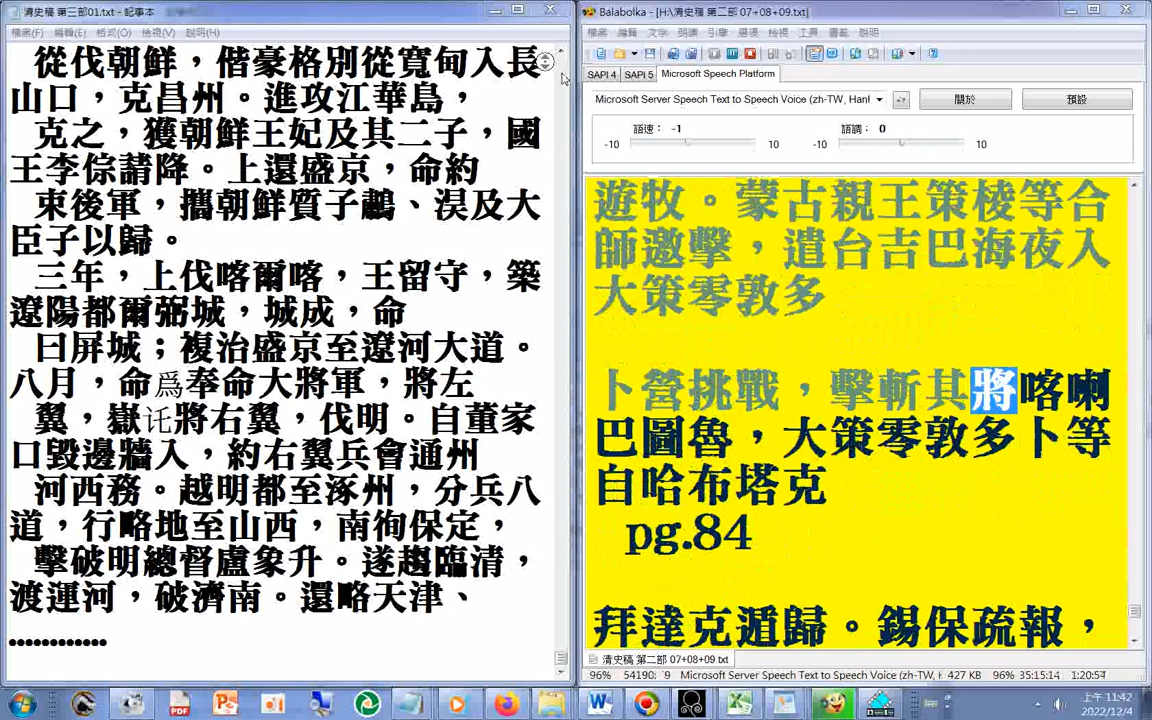 清史稿 第三部01.txt - 記事本
檔案(F) 編輯(E) 格式(O) 檢視(V) 說明(H)
從伐朝鮮，偕豪格別從寬甸入長
山口，克昌州。進攻江華島，
克之，獲朝鮮王妃及其二子，國
王李倧請降。上還盛京，命約
束後軍，攜朝鮮質子 、淏及大
臣子以歸。
三年，上伐喀爾喀，王留守，築
遼陽都爾弼城，城成，命
曰屏城；複治盛京至遼河大道。
八月，命爲奉命大將軍，將左
翼，嶽讬將右翼，伐明。自董家
口毀邊牆入，約右翼兵會通州
河西務。越明都至涿州，分兵八
道，行略地至山西，南徇保定，
擊破明總督盧象升。遂趨臨清，
渡運河，破濟南。還略天津、
••••••••••••
Balabolka - [H:\清史稿 第二部 07+08+09.txt]
檔案 編輯 文字 朗讀 引擎 選項 檢視 工具 書籤 說明
SAPI 4 SAPI 5 Microsoft Speech Platform
Microsoft Server Speech Text to Speech Voice (zh-TW, Hanl 關於 預設
語速： -1 語調： 0
-10 10 -10 10
遊牧。蒙古親王策棱等合
師邀擊，遣台吉巴海夜入
大策零敦多
卜營挑戰，擊斬其將喀喇
巴圖魯，大策零敦多卜等
自哈布塔克
pg.84
拜達克遁歸。錫保疏報，
清史稿 第二部 07+08+09.txt
96% Microsoft Server Speech Text to Speech Voice (zh-TW, H 427 KB 96% 35:15:14
上午 11:42
2022/12/4